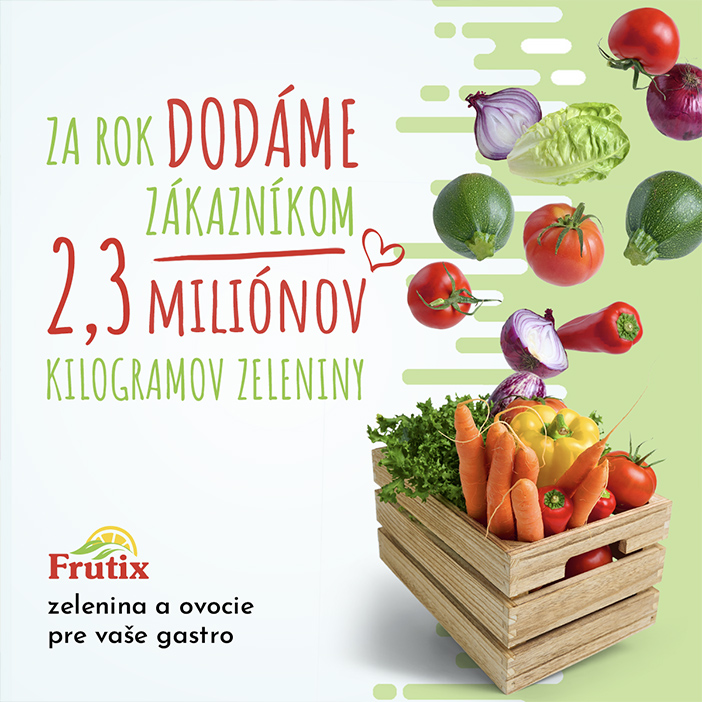 ZA ROK DODÁME
ZÁKAZNÍKOM
2,3 MILIÓNOV
KILOGRAMOV ZELENINY
Frutix
zelenina a ovocie
pre vaše gastro